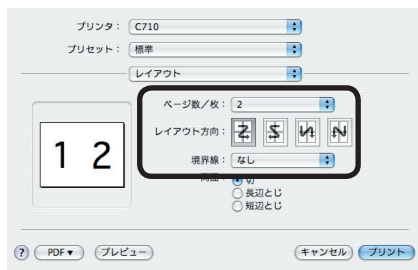 プリンタ： C710
プリセット： 標準
レイアウト
ページ数／枚： 2
レイアウト方向：
境界線： なし
切
長辺とじ
短辺とじ
1 2
? PDF▼ プレビュー キャンセル プリント